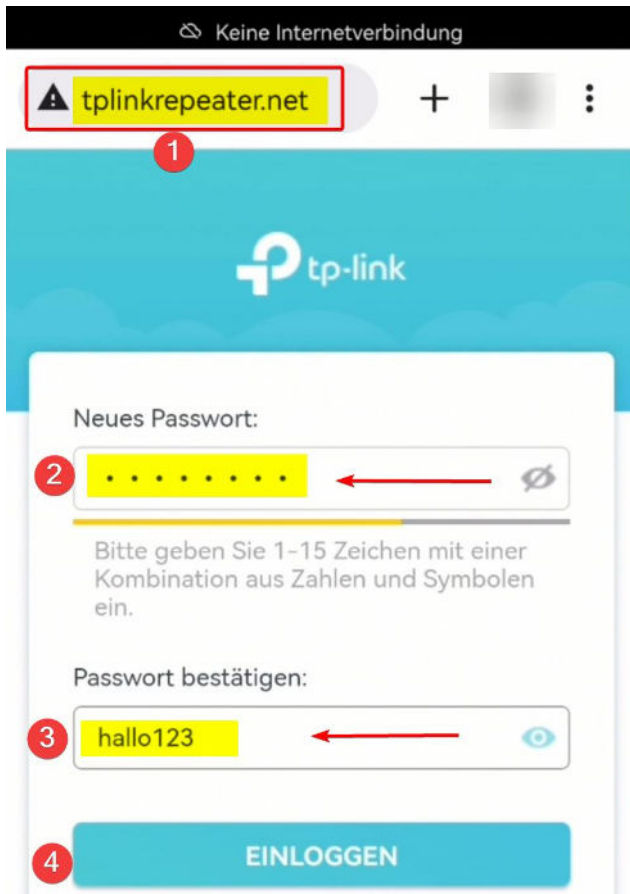 Keine Internetverbindung
tplinkrepeater.net
1
tp-link
Neues Passwort:
2
Bitte geben Sie 1-15 Zeichen mit einer
Kombination aus Zahlen und Symbolen
ein.
Passwort bestätigen:
3 hallo123
4 EINLOGGEN